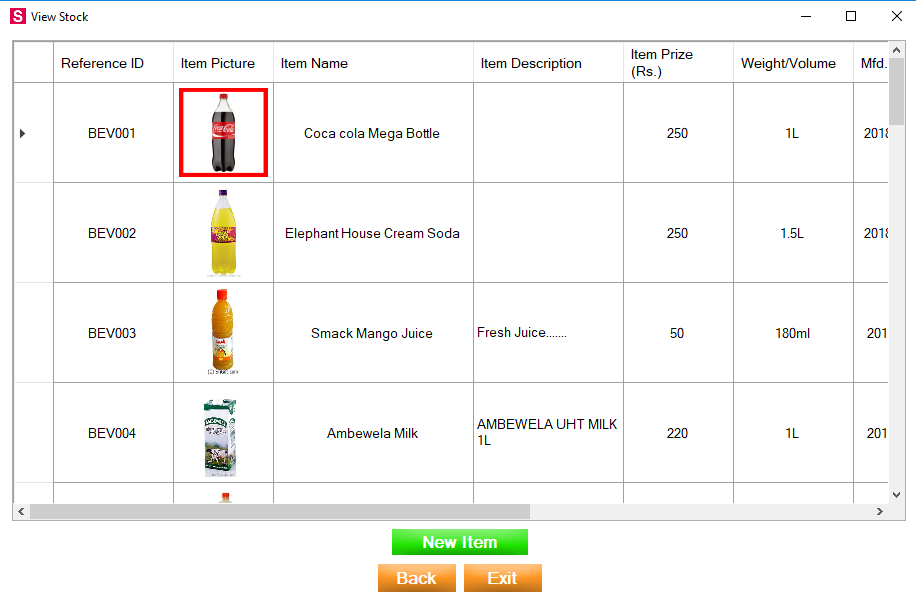 S View Stock
Reference ID Item Picture Item Name Item Description Item Prize (Rs.) Weight/Volume Mfd.
BEV001 Coca-Cola Coca cola Mega Bottle 250 1L 2018
BEV002 Elephant House Cream Soda 250 1.5L 2018
BEV003 Smack Mango Juice Fresh Juice....... 50 180ml 201
BEV004 Ambewela Milk AMBEWELA UHT MILK 1L 220 1L 201
New Item
Back Exit